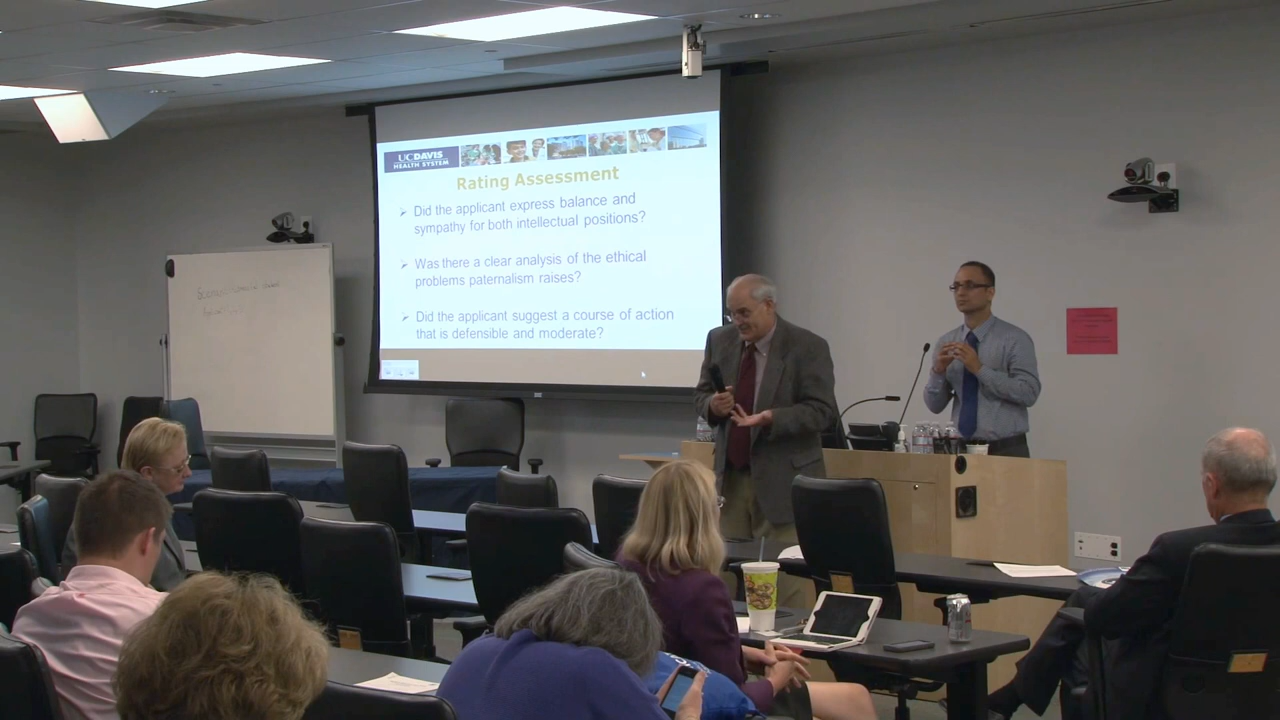 UC DAVIS
HEALTH SYSTEM
Rating Assessment
Did the applicant express balance and
sympathy for both intellectual positions?
Was there a clear analysis of the ethical
problems paternalism raises?
Did the applicant suggest a course of action
that is defensible and moderate?